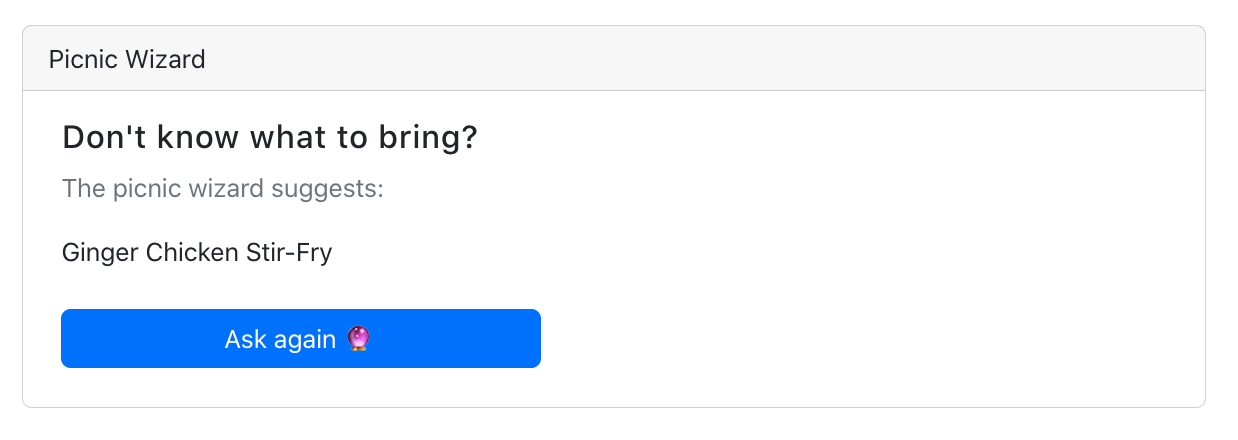 Picnic Wizard
Don't know what to bring?
The picnic wizard suggests:
Ginger Chicken Stir-Fry
Ask again 🔮